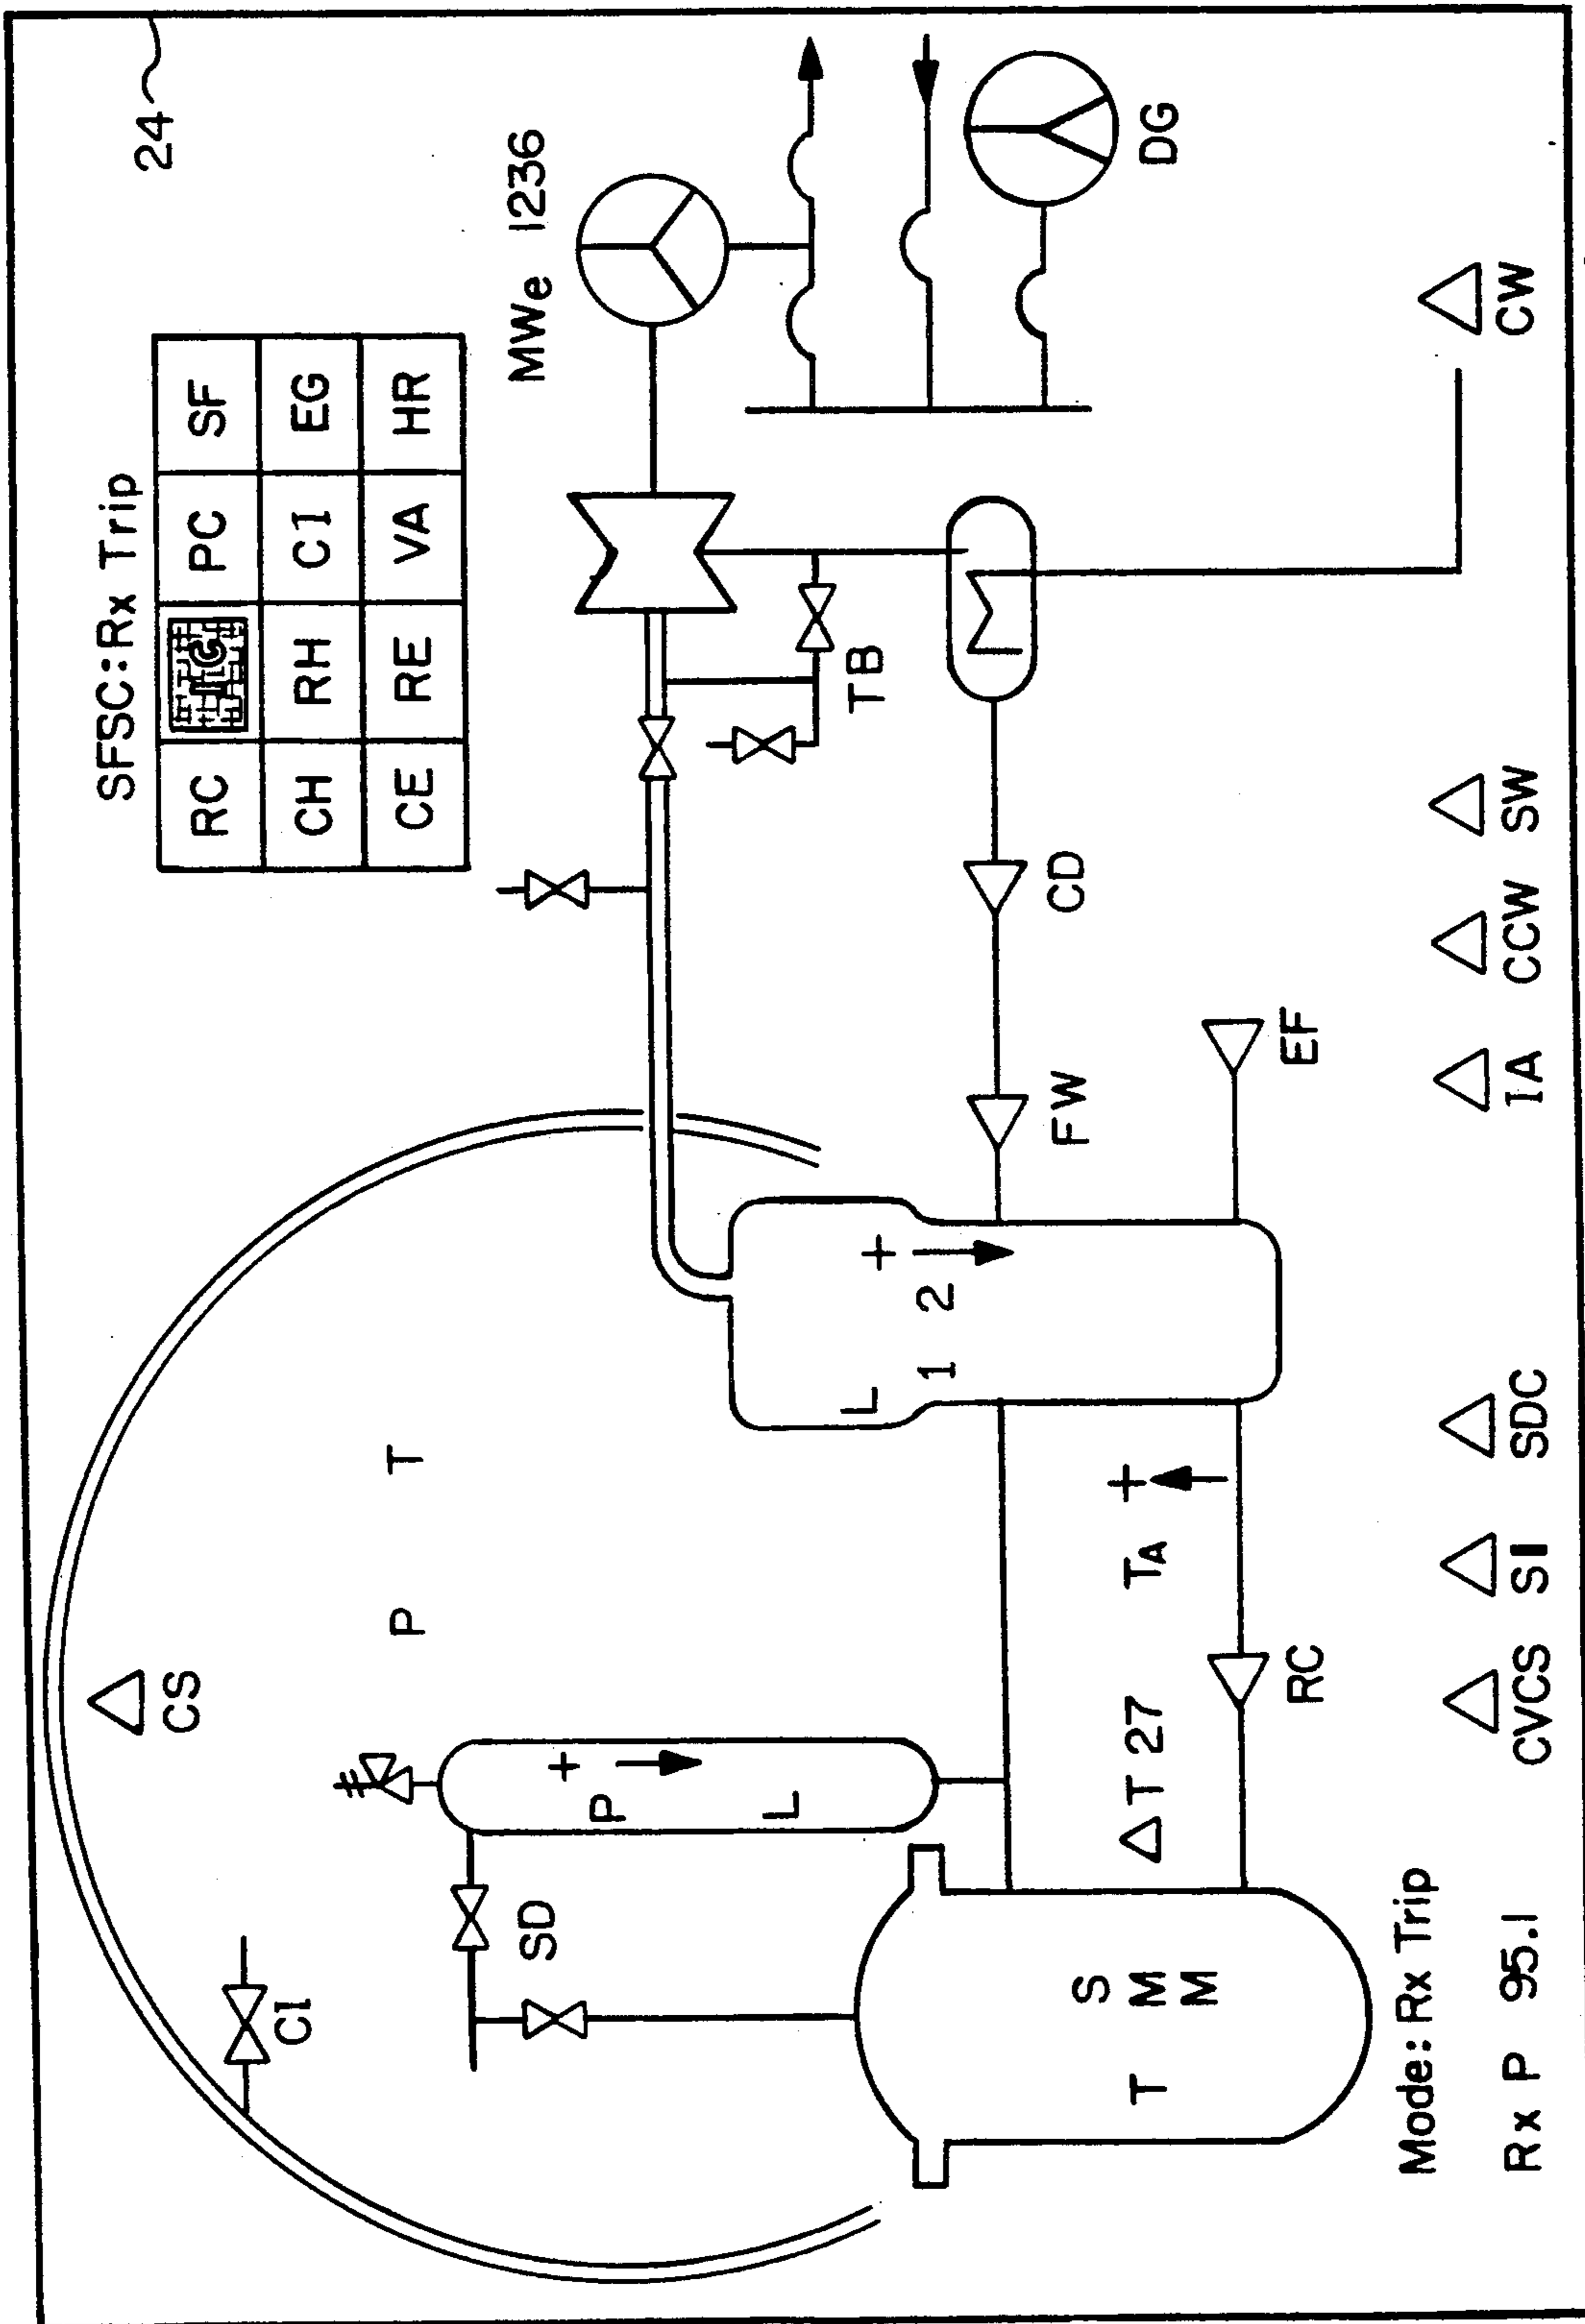 24
SFSC:Rx Trip
RC TG PC SF
CH RH CI EG
CE RE VA HR
CS
CI
MWe 1236
P T
SD
P
L
TB
L
1 2
DG
CD
FW
T
S
M
M
ΔT 27
TA
RC
EF
Mode:Rx Trip
Rx P 95.1
CVCS
SI
SDC
IA
CCW
SW
CW